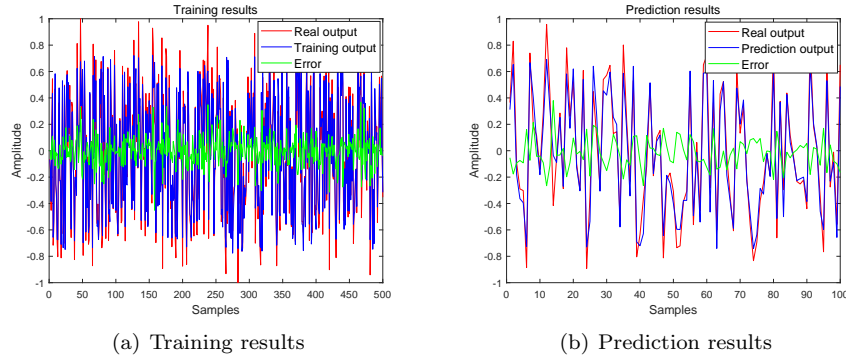 Training results
Real output
Training output
Error
Amplitude
1
0.8
0.6
0.4
0.2
0
-0.2
-0.4
-0.6
-0.8
-1
0 50 100 150 200 250 300 350 400 450 500
Samples
(a) Training results
Prediction results
Real output
Prediction output
Error
Amplitude
1
0.8
0.6
0.4
0.2
0
-0.2
-0.4
-0.6
-0.8
-1
0 10 20 30 40 50 60 70 80 90 100
Samples
(b) Prediction results